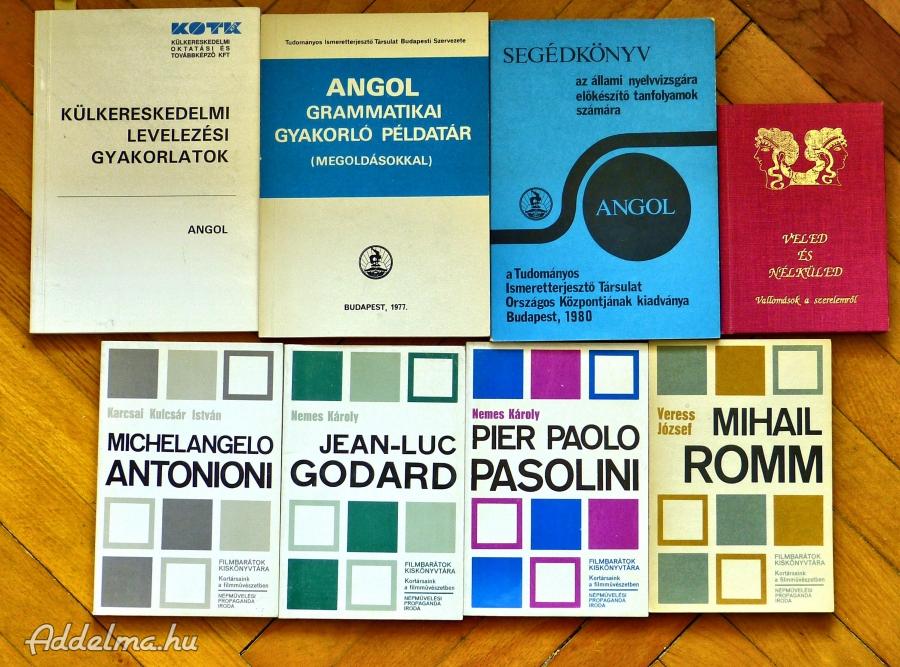 KOTK
KÜLKERESKEDELMI
OKTATÁSI ÉS
TOVÁBBKÉPZŐ KFT
KÜLKERESKEDELMI
LEVELEZÉSI
GYAKORLATOK
ANGOL
Tudományos Ismeretterjesztő Társulat Budapesti Szervezete
ANGOL
GRAMMATIKAI
GYAKORLÓ PÉLDATÁR
(MEGOLDÁSOKKAL)
BUDAPEST, 1977.
SEGÉDKÖNYV
az állami nyelvvizsgára
előkészítő tanfolyamok
számára
ANGOL
a Tudományos
Ismeretterjesztő Társulat
Országos Központjának kiadványa
Budapest, 1980
VELED
ÉS
NÉLKÜLED
Vallomások a szerelemről
Karcsai Kulcsár István
MICHELANGELO
ANTONIONI
FILMBARÁTOK
KISKÖNYVTÁRA
Kortársaink
a filmművészetben
NÉPMŰVELÉSI
PROPAGANDA
IRODA
Nemes Károly
JEAN-LUC
GODARD
FILMBARÁTOK
KISKÖNYVTÁRA
Kortársaink
a filmművészetben
NÉPMŰVELÉSI
PROPAGANDA
IRODA
Nemes Károly
PIER PAOLO
PASOLINI
FILMBARÁTOK
KISKÖNYVTÁRA
Kortársaink
a filmművészetben
NÉPMŰVELÉSI
PROPAGANDA
IRODA
Veress
József
MIHAIL
ROMM
FILMBARÁTOK
KISKÖNYVTÁRA
Kortársaink
a filmművészetben
NÉPMŰVELÉSI
PROPAGANDA
IRODA
Addelma.hu